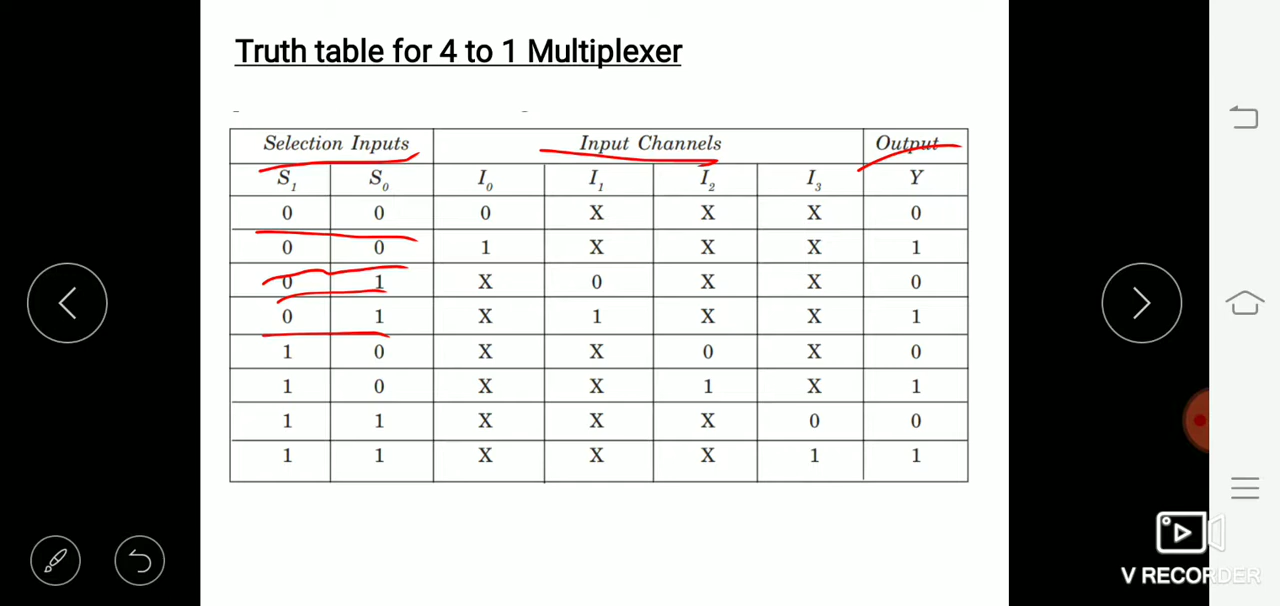 Truth table for 4 to 1 Multiplexer
Selection Inputs Input Channels Output
S1 S0 I0 I1 I2 I3 Y
0 0 0 X X X 0
0 0 1 X X X 1
0 1 X 0 X X 0
0 1 X 1 X X 1
1 0 X X 0 X 0
1 0 X X 1 X 1
1 1 X X X 0 0
1 1 X X X 1 1
V RECORDER